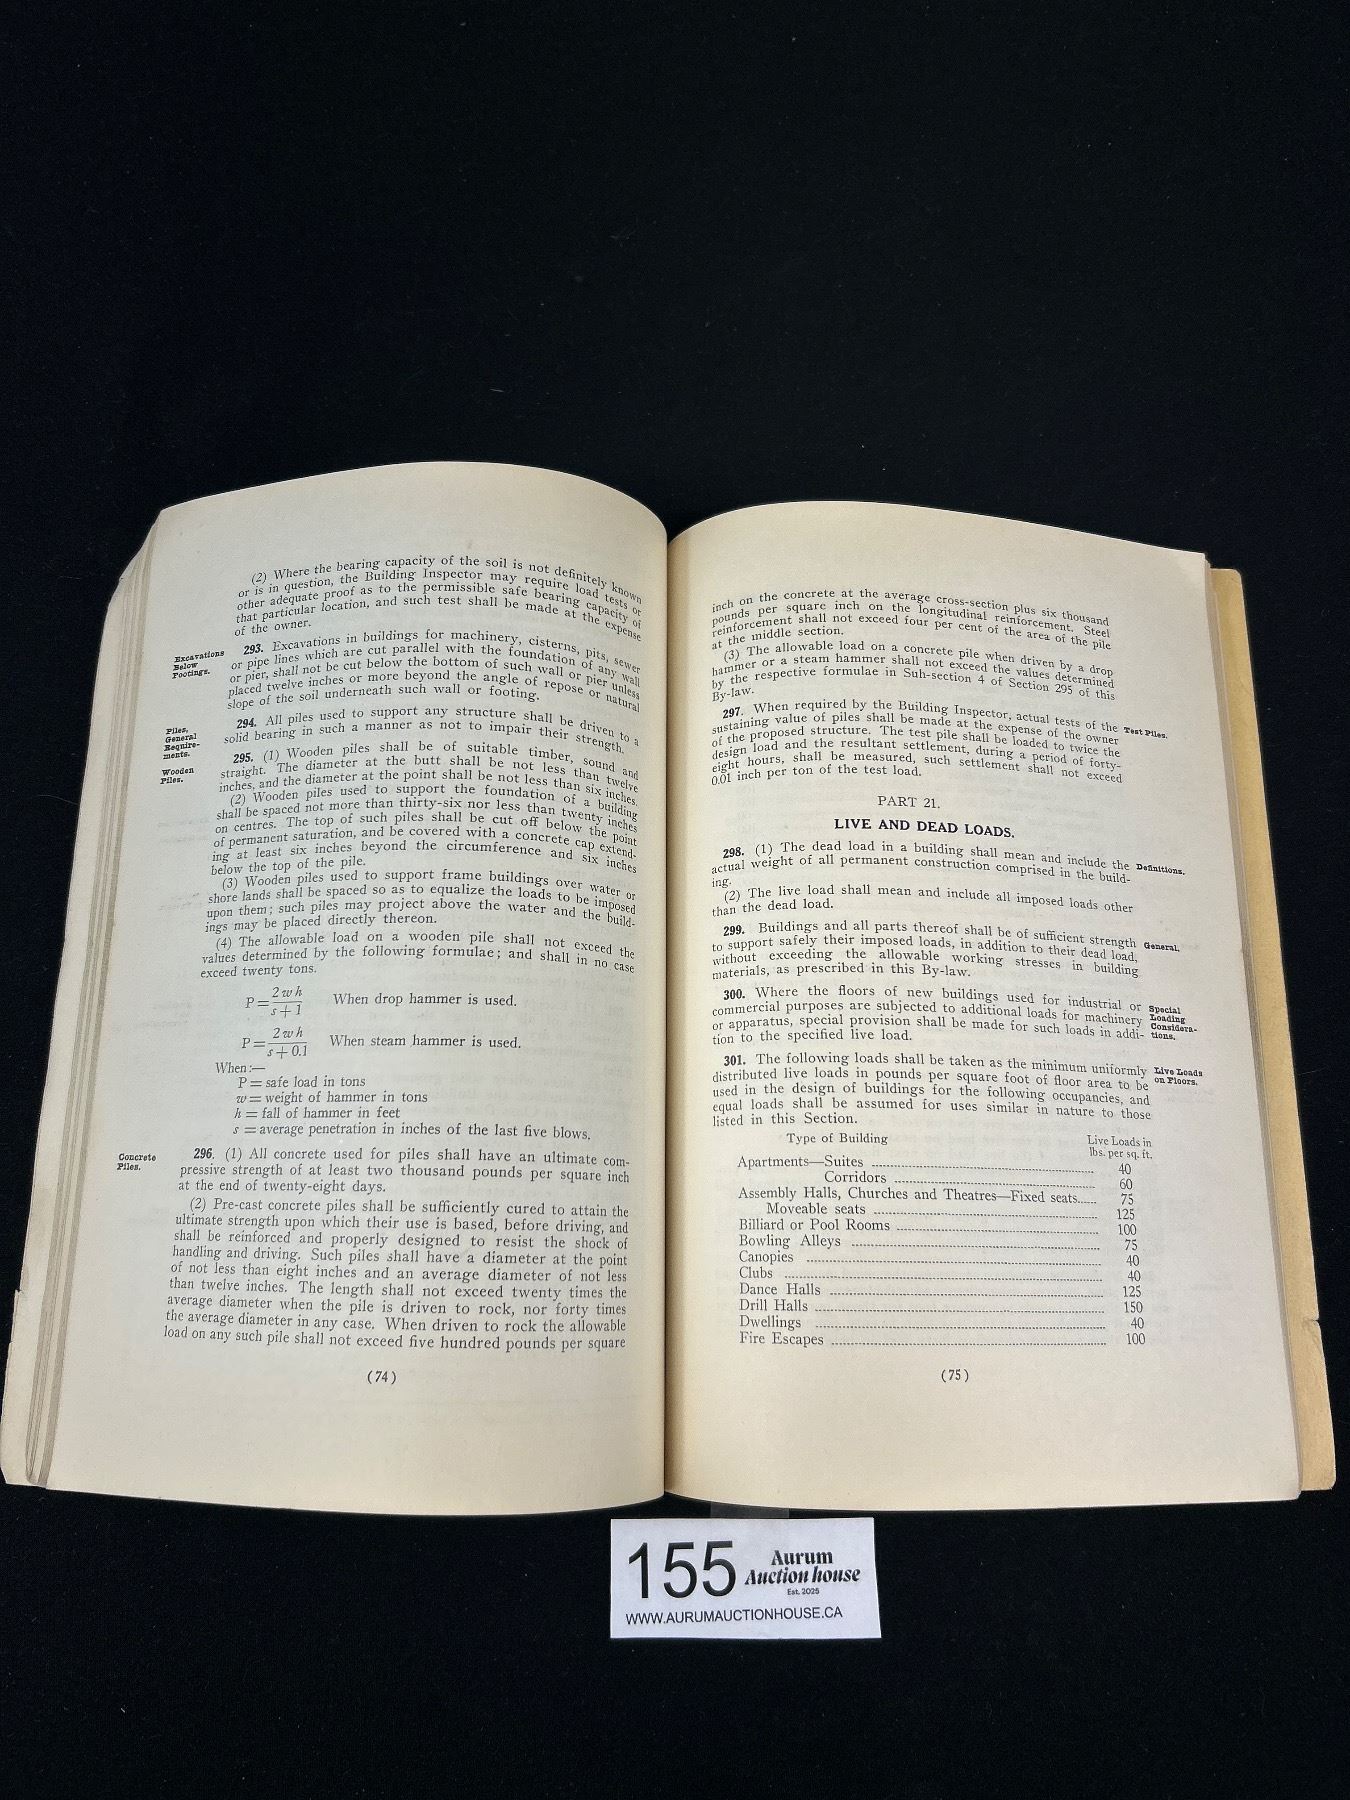 (2) Where the bearing capacity of the soil is not definitely known
or is in question, the Building Inspector may require load tests or
other adequate proof as to the permissible safe bearing capacity of
that particular location, and such test shall be made at the expense
of the owner.
Excavations
Below
Footings.
293. Excavations in buildings for machinery, cisterns, pits, sewer
or pipe lines which are cut parallel with the foundation of any wall
or pier, shall not be cut below the bottom of such wall or pier unless
placed twelve inches or more beyond the angle of repose or natural
slope of the soil underneath such wall or footing.
Piles,
General
Require-
ments.
294. All piles used to support any structure shall be driven to a
solid bearing in such a manner as not to impair their strength.
Wooden
Piles.
295. (1) Wooden piles shall be of suitable timber, sound and
straight. The diameter at the butt shall be not less than twelve
inches, and the diameter at the point shall be not less than six inches.
(2) Wooden piles used to support the foundation of a building
shall be spaced not more than thirty-six nor less than twenty inches
on centres. The top of such piles shall be cut off below the point
of permanent saturation, and be covered with a concrete cap extend-
ing at least six inches beyond the circumference and six inches
below the top of the pile.
(3) Wooden piles used to support frame buildings over water or
shore lands shall be spaced so as to equalize the loads to be imposed
upon them; such piles may project above the water and the build-
ings may be placed directly thereon.
(4) The allowable load on a wooden pile shall not exceed the
values determined by the following formulae; and shall in no case
exceed twenty tons.
P = 2 w h / s + 1 When drop hammer is used.
P = 2 w h / s + 0.1 When steam hammer is used.
When:—
P = safe load in tons
w = weight of hammer in tons
h = fall of hammer in feet
s = average penetration in inches of the last five blows.
Concrete
Piles.
296. (1) All concrete used for piles shall have an ultimate com-
pressive strength of at least two thousand pounds per square inch
at the end of twenty-eight days.
(2) Pre-cast concrete piles shall be sufficiently cured to attain the
ultimate strength upon which their use is based, before driving, and
shall be reinforced and properly designed to resist the shock of
handling and driving. Such piles shall have a diameter at the point
of not less than eight inches and an average diameter of not less
than twelve inches. The length shall not exceed twenty times the
average diameter when the pile is driven to rock, nor forty times
the average diameter in any case. When driven to rock the allowable
load on any such pile shall not exceed five hundred pounds per square
(74)
inch on the concrete at the average cross-section plus six thousand
pounds per square inch on the longitudinal reinforcement. Steel
reinforcement shall not exceed four per cent of the area of the pile
at the middle section.
(3) The allowable load on a concrete pile when driven by a drop
hammer or a steam hammer shall not exceed the values determined
by the respective formulae in Suh-section 4 of Section 295 of this
By-law.
297. When required by the Building Inspector, actual tests of the
sustaining value of piles shall be made at the expense of the owner
of the proposed structure. The test pile shall be loaded to twice the
design load and the resultant settlement, during a period of forty-
eight hours, shall be measured, such settlement shall not exceed
0.01 inch per ton of the test load.
Test Piles.
PART 21.
LIVE AND DEAD LOADS.
298. (1) The dead load in a building shall mean and include the
actual weight of all permanent construction comprised in the build-
ing.
Definitions.
(2) The live load shall mean and include all imposed loads other
than the dead load.
299. Buildings and all parts thereof shall be of sufficient strength
to support safely their imposed loads, in addition to their dead load,
without exceeding the allowable working stresses in building
materials, as prescribed in this By-law.
General.
300. Where the floors of new buildings used for industrial or
commercial purposes are subjected to additional loads for machinery
or apparatus, special provision shall be made for such loads in addi-
tion to the specified live load.
Special
Loading
Considera-
tions.
301. The following loads shall be taken as the minimum uniformly
distributed live loads in pounds per square foot of floor area to be
used in the design of buildings for the following occupancies, and
equal loads shall be assumed for uses similar in nature to those
listed in this Section.
Live Loads
on Floors.
Type of Building Live Loads in
lbs. per sq. ft.
Apartments—Suites 40
Corridors 60
Assembly Halls, Churches and Theatres—Fixed seats 75
Moveable seats 125
Billiard or Pool Rooms 100
Bowling Alleys 75
Canopies 40
Clubs 40
Dance Halls 125
Drill Halls 150
Dwellings 40
Fire Escapes 100
(75)
155 Aurum
Auction house
Est. 2025
WWW.AURUMAUCTIONHOUSE.CA